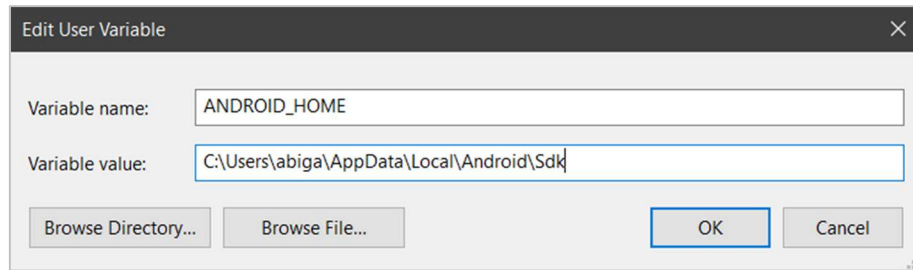 Edit User Variable
Variable name: ANDROID_HOME
Variable value: C:\Users\abiga\AppData\Local\Android\Sdk
Browse Directory... Browse File... OK Cancel